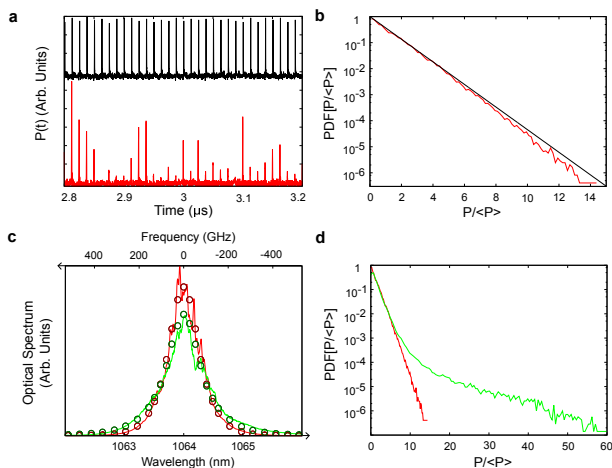 a
P(t) (Arb. Units)
2.8 2.9 3 3.1 3.2
Time (μs)
b
PDF[P/<P>]
1
10-1
10-2
10-3
10-4
10-5
10-6
0 2 4 6 8 10 12 14
P/<P>
c
Frequency (GHz)
400 200 0 -200 -400
Optical Spectrum
(Arb. Units)
1063 1064 1065
Wavelength (nm)
d
PDF[P/<P>]
1
10-1
10-2
10-3
10-4
10-5
10-6
0 10 20 30 40 50 60
P/<P>